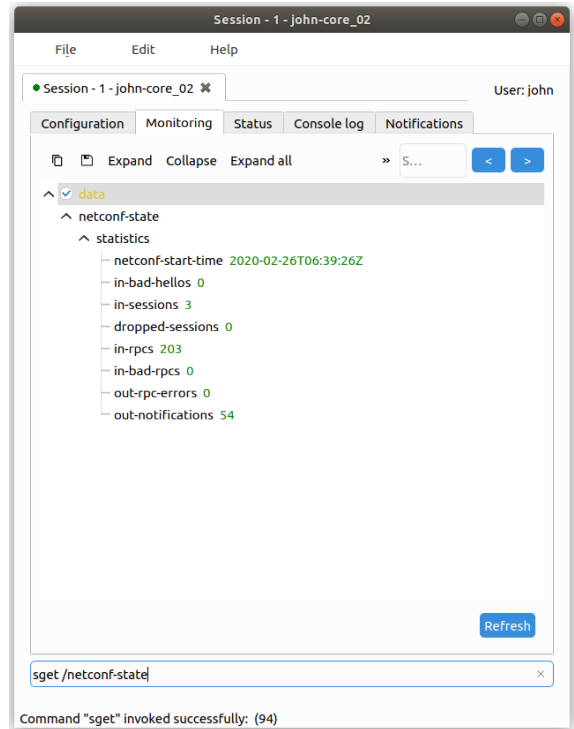 Session - 1 - john-core_02
File Edit Help
Session - 1 - john-core_02
User: john
Configuration Monitoring Status Console log Notifications
Expand Collapse Expand all » S... < >
data
netconf-state
statistics
netconf-start-time 2020-02-26T06:39:26Z
in-bad-hellos 0
in-sessions 3
dropped-sessions 0
in-rpcs 203
in-bad-rpcs 0
out-rpc-errors 0
out-notifications 54
Refresh
sget /netconf-state
Command "sget" invoked successfully: (94)